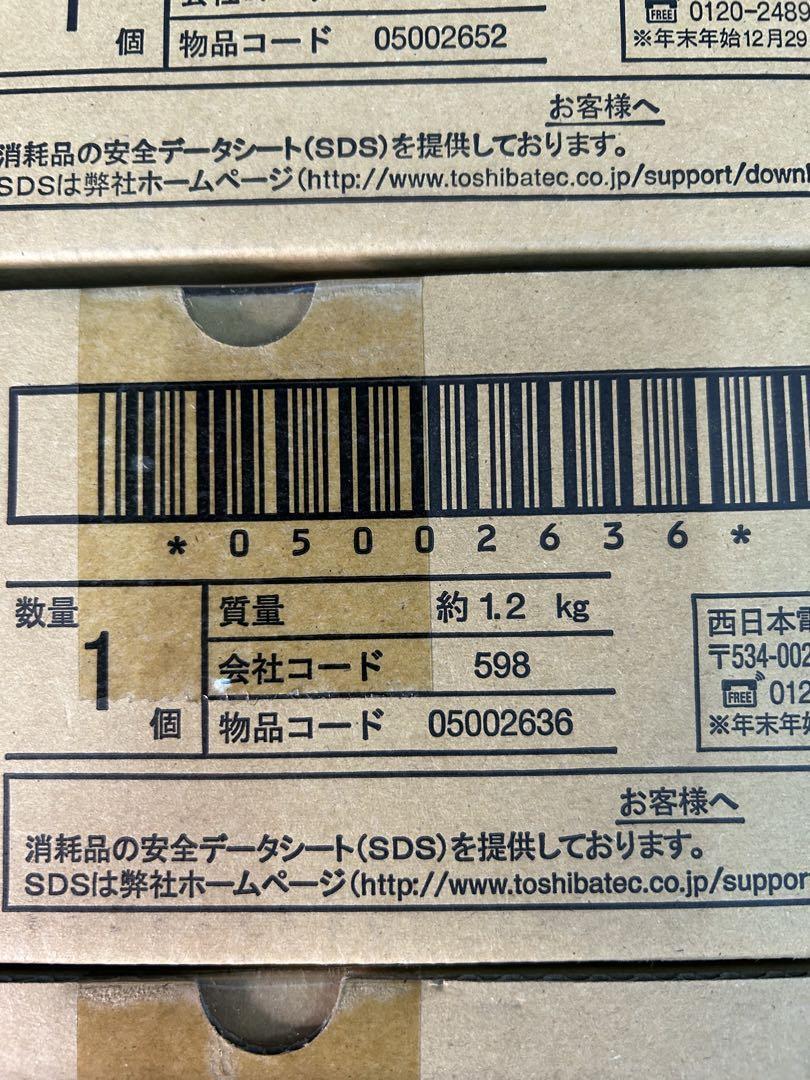 1
個
物品コード 05002652
FREE 0120-2489
※年末年始12月29
お客様へ
消耗品の安全データシート(SDS)を提供しております。
SDSは弊社ホームページ(http://www.toshibatec.co.jp/support/downl
*05002636*
数量
1
個
質量 約1.2 kg
会社コード 598
物品コード 05002636
西日本電
〒534-002
FREE 012
※年末年始
お客様へ
消耗品の安全データシート(SDS)を提供しております。
SDSは弊社ホームページ(http://www.toshibatec.co.jp/suppor